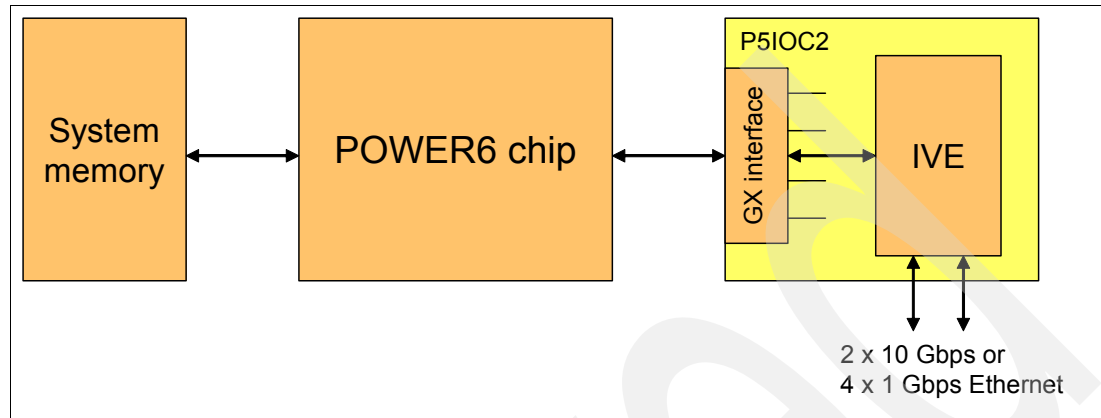 System
memory
POWER6 chip
P5IOC2
GX interface
IVE
2 x 10 Gbps or
4 x 1 Gbps Ethernet